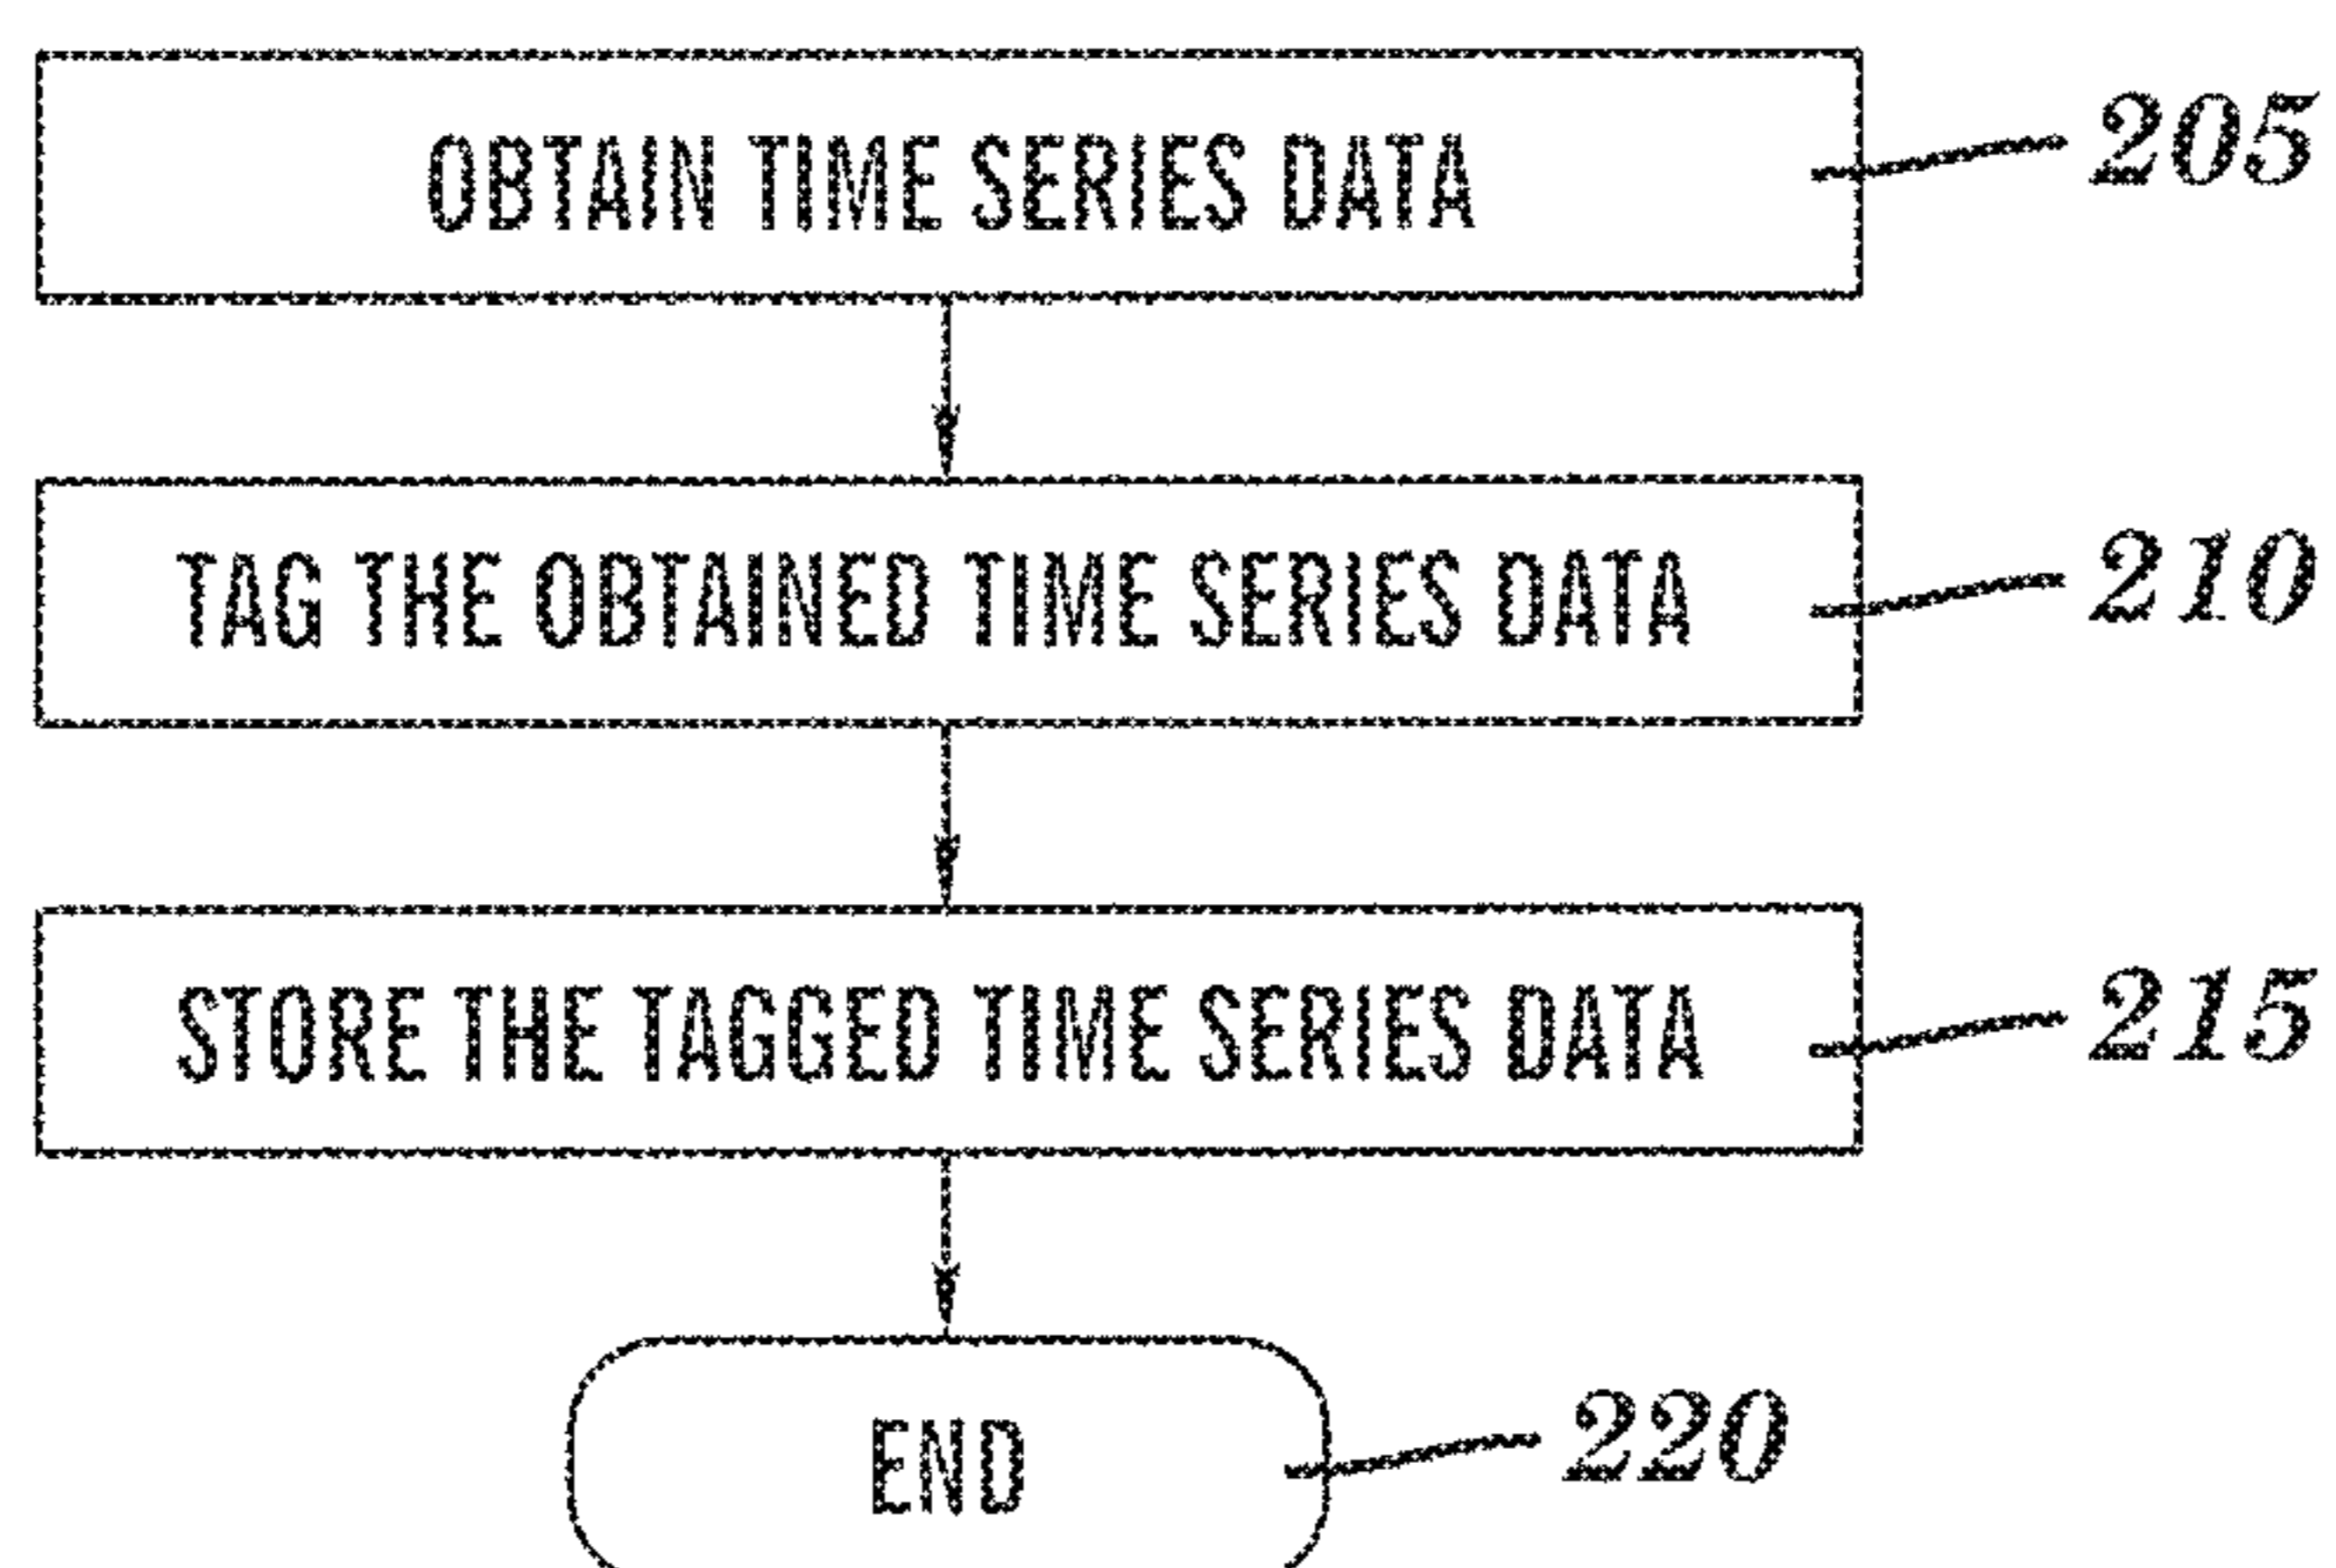 OBTAIN TIME SERIES DATA 205
TAG THE OBTAINED TIME SERIES DATA 210
STORE THE TAGGED TIME SERIES DATA 215
END 220